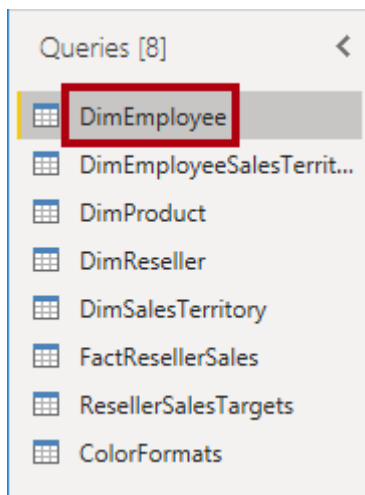 Queries [8]
DimEmployee
DimEmployeeSalesTerrit...
DimProduct
DimReseller
DimSalesTerritory
FactResellerSales
ResellerSalesTargets
ColorFormats